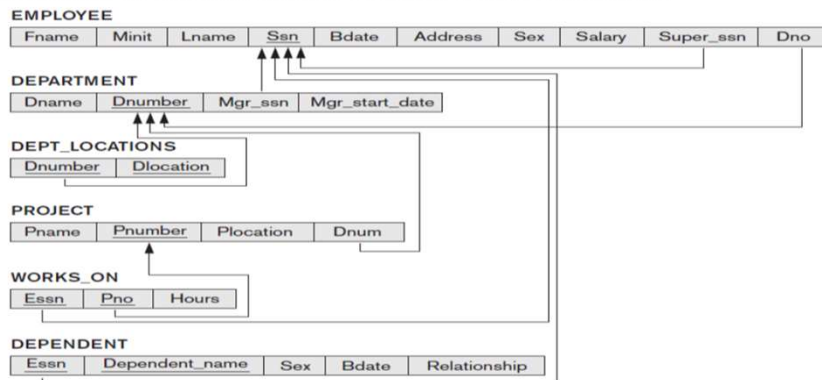 EMPLOYEE
Fname Minit Lname Ssn Bdate Address Sex Salary Super_ssn Dno
DEPARTMENT
Dname Dnumber Mgr_ssn Mgr_start_date
DEPT_LOCATIONS
Dnumber Dlocation
PROJECT
Pname Pnumber Plocation Dnum
WORKS_ON
Essn Pno Hours
DEPENDENT
Essn Dependent_name Sex Bdate Relationship